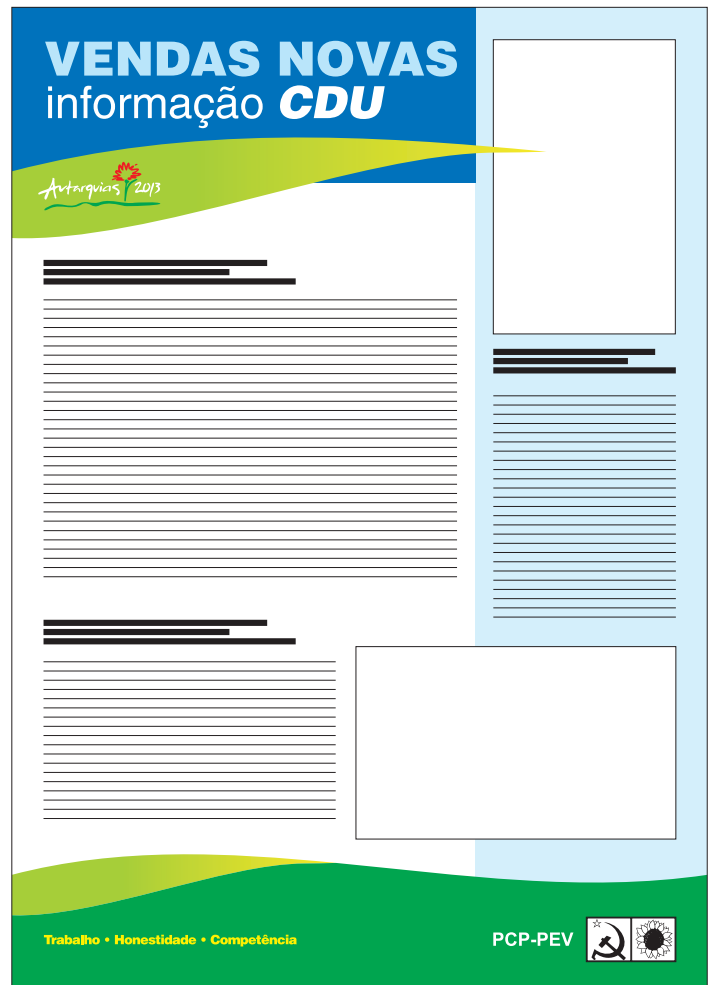 VENDAS NOVAS
informação CDU
Autarquias 2013
Trabalho • Honestidade • Competência
PCP-PEV